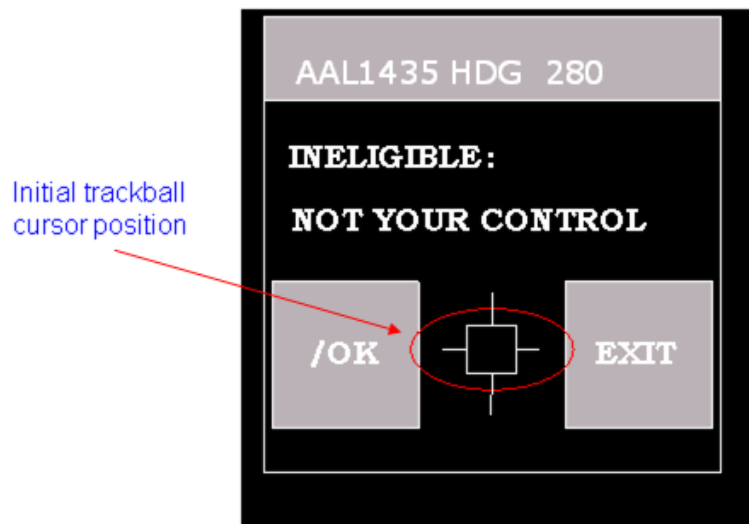 AAL1435 HDG 280
INELIGIBLE:
NOT YOUR CONTROL
Initial trackball
cursor position
/OK
EXIT